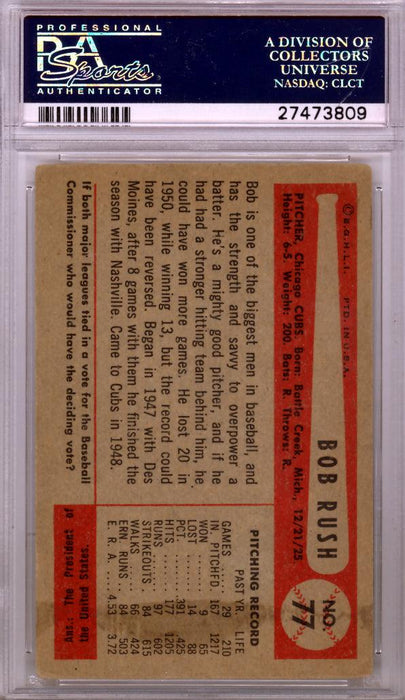 PROFESSIONAL
PSA
Sports
AUTHENTICATOR
A DIVISION OF
COLLECTORS
UNIVERSE
NASDAQ: CLCT
27473809
©B.G.H.L.I. PTD. IN U.S.A.
BOB RUSH
NO.
77
PITCHER, Chicago CUBS. Born: Battle Creek, Mich., 12/21/25
Height: 6-5. Weight: 200. Bats: R. Throws: R.
Bob is one of the biggest men in baseball, and
has the strength and savvy to overpower a
batter. He's a mighty good pitcher, and if he
had had a stronger hitting team behind him, he
could have won more games. He lost 20 in
1950, while winning 13, but the record could
have been reversed. Began in 1947 with Des
Moines, after 8 games with them he finished the
season with Nashville. Came to Cubs in 1948.
PITCHING RECORD
PAST YR. LIFE
GAMES 29 210
IN. PITCHED 167 1217
WON 9 65
LOST 14 88
PCT. .391 .425
HITS 177 1205
RUNS 97 602
STRIKEOUTS 84 615
WALKS 66 424
ERN. RUNS 84 503
E. R. A. 4.53 3.72
If both major leagues tied in a vote for the Baseball
Commissioner who would have the deciding vote?
Ans.: The President of
the United States.